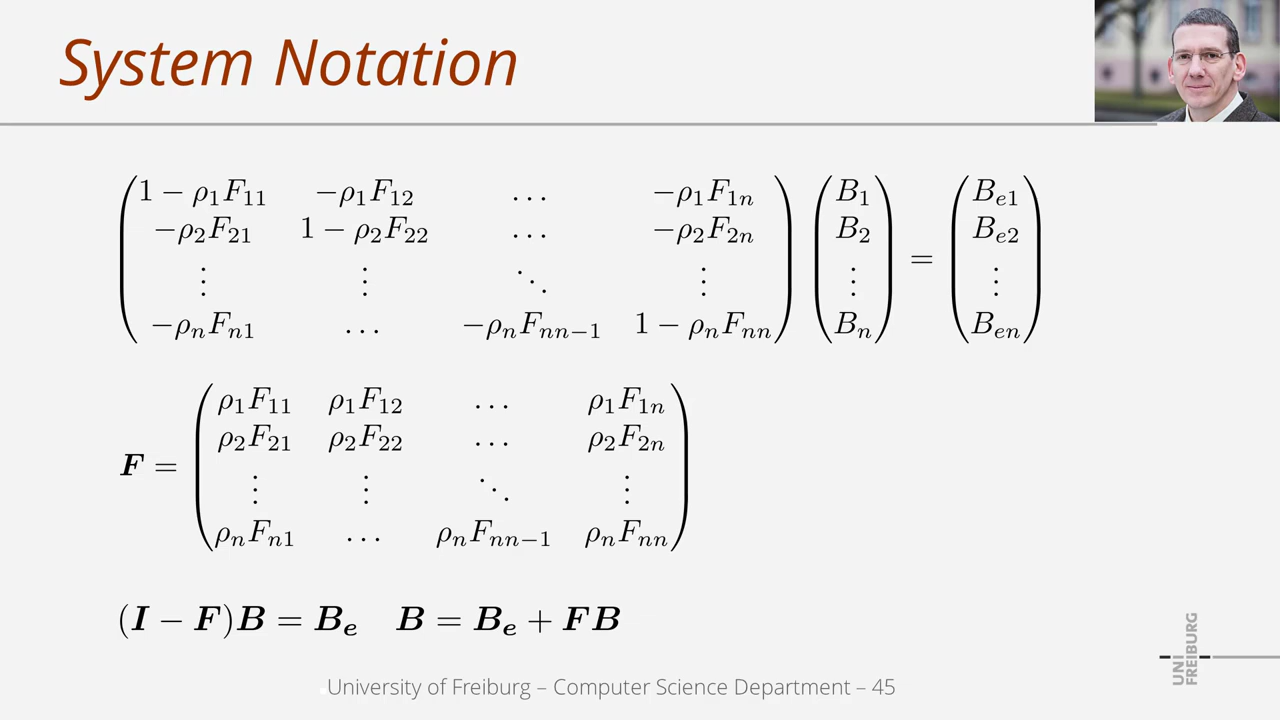 System Notation
1 − ρ₁F₁₁ −ρ₁F₁₂ … −ρ₁F₁ₙ B₁ Bₑ₁
−ρ₂F₂₁ 1 − ρ₂F₂₂ … −ρ₂F₂ₙ B₂ Bₑ₂
⋮ ⋮ ⋱ ⋮ ⋮ = ⋮
−ρₙFₙ₁ … −ρₙFₙₙ₋₁ 1 − ρₙFₙₙ Bₙ Bₑₙ
ρ₁F₁₁ ρ₁F₁₂ … ρ₁F₁ₙ
ρ₂F₂₁ ρ₂F₂₂ … ρ₂F₂ₙ
F = ⋮ ⋮ ⋱ ⋮
ρₙFₙ₁ … ρₙFₙₙ₋₁ ρₙFₙₙ
(I − F)B = Bₑ B = Bₑ + FB
UNI
FREIBURG
University of Freiburg – Computer Science Department – 45